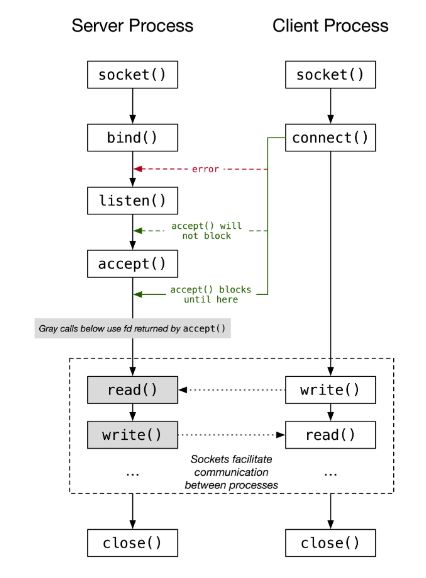 Server Process
Client Process
socket()
socket()
bind()
connect()
error
listen()
accept() will
not block
accept()
accept() blocks
until here
Gray calls below use fd returned by accept()
read()
write()
write()
read()
Sockets facilitate
communication
between processes
...
...
close()
close()